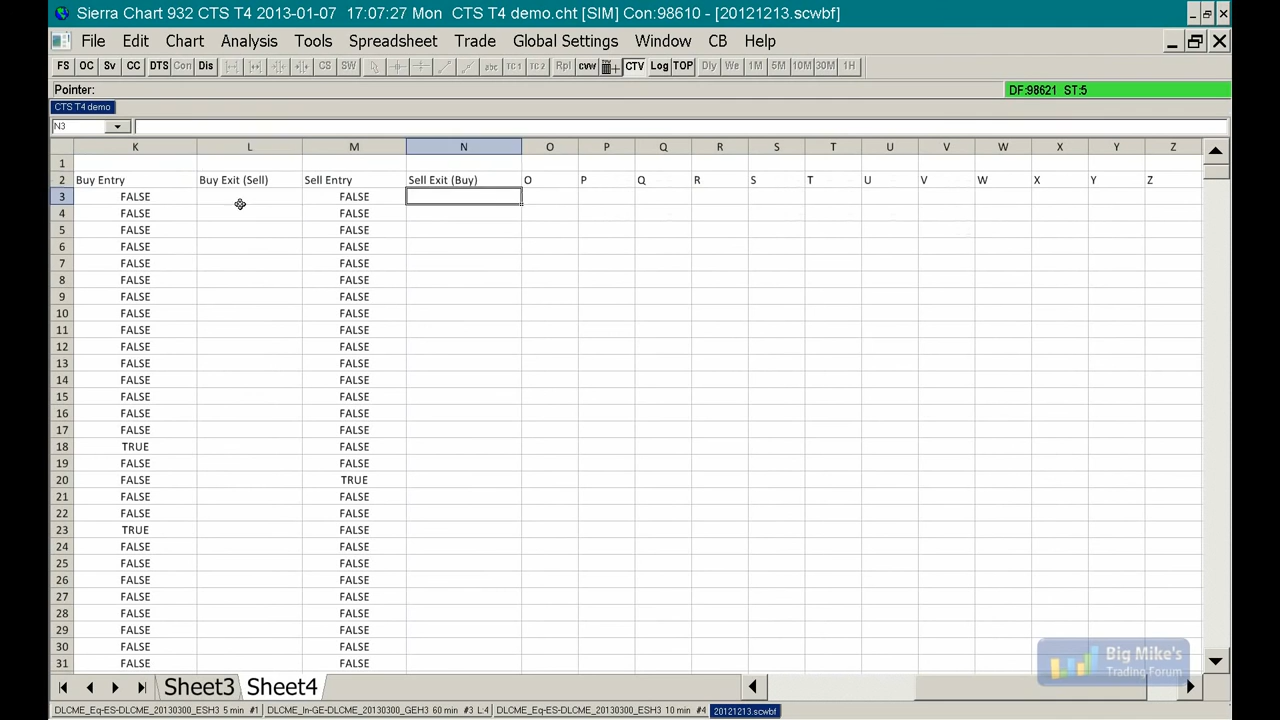 Sierra Chart 932 CTS T4 2013-01-07 17:07:27 Mon CTS T4 demo.cht [SIM] Con:98610 - [20121213.scwbf]
File Edit Chart Analysis Tools Spreadsheet Trade Global Settings Window CB Help
FS OC Sv CC DTS Con Dis CS SW abc TC1 TC2 Rpl CVW CTV Log TOP Dly We 1M 5M 10M 30M 1H
Pointer: DF:98621 ST:5
CTS T4 demo
N3
K L M N O P Q R S T U V W X Y Z
1
2 Buy Entry Buy Exit (Sell) Sell Entry Sell Exit (Buy) O P Q R S T U V W X Y Z
3 FALSE FALSE
4 FALSE FALSE
5 FALSE FALSE
6 FALSE FALSE
7 FALSE FALSE
8 FALSE FALSE
9 FALSE FALSE
10 FALSE FALSE
11 FALSE FALSE
12 FALSE FALSE
13 FALSE FALSE
14 FALSE FALSE
15 FALSE FALSE
16 FALSE FALSE
17 FALSE FALSE
18 TRUE FALSE
19 FALSE FALSE
20 FALSE TRUE
21 FALSE FALSE
22 FALSE FALSE
23 TRUE FALSE
24 FALSE FALSE
25 FALSE FALSE
26 FALSE FALSE
27 FALSE FALSE
28 FALSE FALSE
29 FALSE FALSE
30 FALSE FALSE
31 FALSE FALSE
Big Mike's
Trading Forum
Sheet3 Sheet4
DLCME_Eq-ES-DLCME_20130300_ESH3 5 min #1 DLCME_In-GE-DLCME_20130300_GEH3 60 min #3 L:4 DLCME_Eq-ES-DLCME_20130300_ESH3 10 min #4 20121213.scwbf